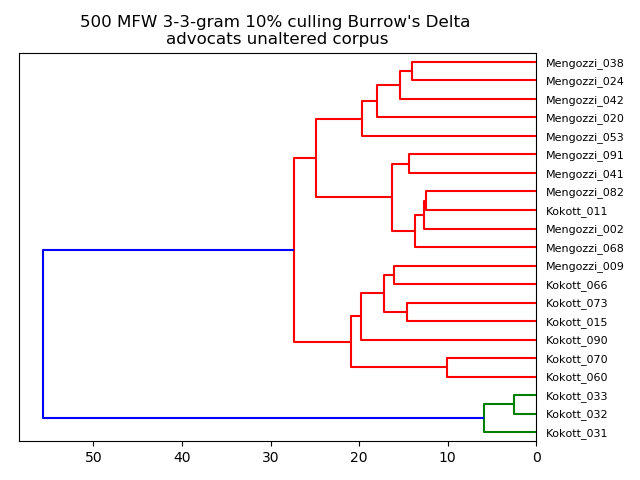 500 MFW 3-3-gram 10% culling Burrow's Delta
advocats unaltered corpus
Mengozzi_038
Mengozzi_024
Mengozzi_042
Mengozzi_020
Mengozzi_053
Mengozzi_091
Mengozzi_041
Mengozzi_082
Kokott_011
Mengozzi_002
Mengozzi_068
Mengozzi_009
Kokott_066
Kokott_073
Kokott_015
Kokott_090
Kokott_070
Kokott_060
Kokott_033
Kokott_032
Kokott_031
50 40 30 20 10 0